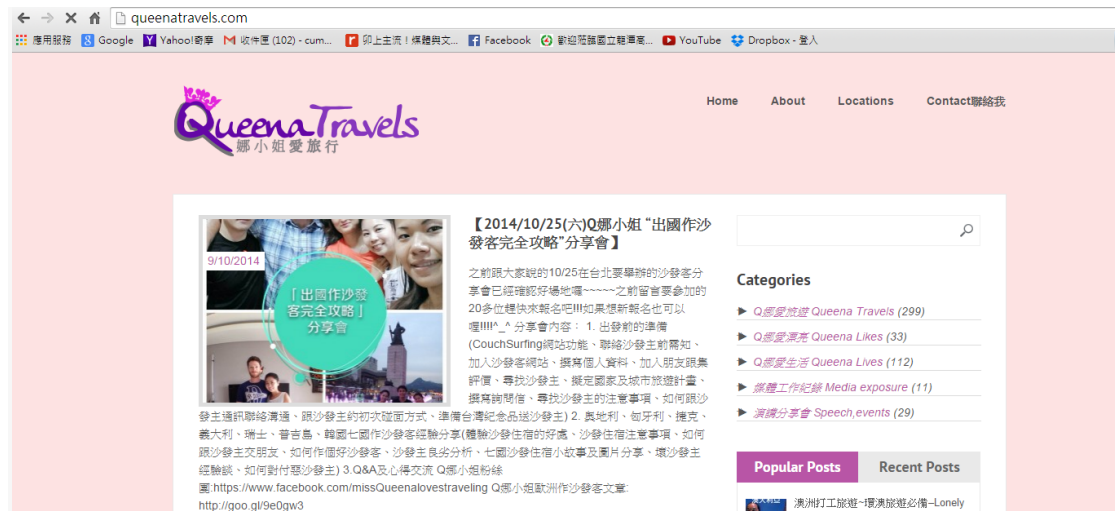 queenatravels.com
應用服務 Google Yahoo!奇摩 收件匣 (102) - cum... 卯上主流！媒體與文... Facebook 歡迎蒞臨國立龍潭高... YouTube Dropbox - 登入
QueenaTravels
娜小姐愛旅行
Home About Locations Contact聯絡我
9/10/2014
「出國作沙發
客完全攻略」
分享會
【2014/10/25(六)Q娜小姐 “出國作沙
發客完全攻略”分享會】
之前跟大家說的10/25在台北要舉辦的沙發客分
享會已經確認好場地囉~~~~~之前留言要參加的
20多位趕快來報名吧!!!如果想新報名也可以
喔!!!!^_^ 分享會內容： 1. 出發前的準備
(CouchSurfing網站功能、聯絡沙發主前需知、
加入沙發客網站、撰寫個人資料、加入朋友跟集
評價、尋找沙發主、擬定國家及城市旅遊計畫、
撰寫詢問信、尋找沙發主的注意事項、如何跟沙
發主通訊聯絡溝通、跟沙發主約初次碰面方式、準備台灣紀念品送沙發主) 2. 奧地利、匈牙利、捷克、
義大利、瑞士、普吉島、韓國七國作沙發客經驗分享(體驗沙發住宿的好處、沙發住宿注意事項、如何
跟沙發主交朋友、如何作個好沙發客、沙發主良劣分析、七國沙發住宿小故事及圖片分享、壞沙發主
經驗談、如何對付惡沙發主) 3.Q&A及心得交流 Q娜小姐粉絲
團:https://www.facebook.com/missQueenalovestraveling Q娜小姐歐洲作沙發客文章:
http://goo.gl/9e0gw3
Categories
Q娜愛旅遊 Queena Travels (299)
Q娜愛漂亮 Queena Likes (33)
Q娜愛生活 Queena Lives (112)
媒體工作紀錄 Media exposure (11)
演講分享會 Speech,events (29)
Popular Posts Recent Posts
澳洲打工旅遊~環澳旅遊必備–Lonely